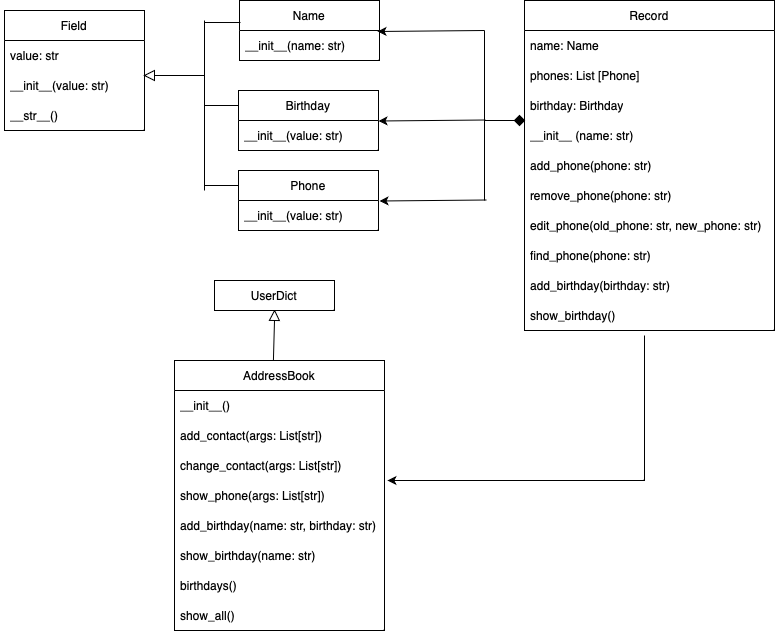 Field
value: str
__init__(value: str)
__str__()
Name
__init__(name: str)
Birthday
__init__(value: str)
Phone
__init__(value: str)
Record
name: Name
phones: List [Phone]
birthday: Birthday
__init__ (name: str)
add_phone(phone: str)
remove_phone(phone: str)
edit_phone(old_phone: str, new_phone: str)
find_phone(phone: str)
add_birthday(birthday: str)
show_birthday()
UserDict
AddressBook
__init__()
add_contact(args: List[str])
change_contact(args: List[str])
show_phone(args: List[str])
add_birthday(name: str, birthday: str)
show_birthday(name: str)
birthdays()
show_all()